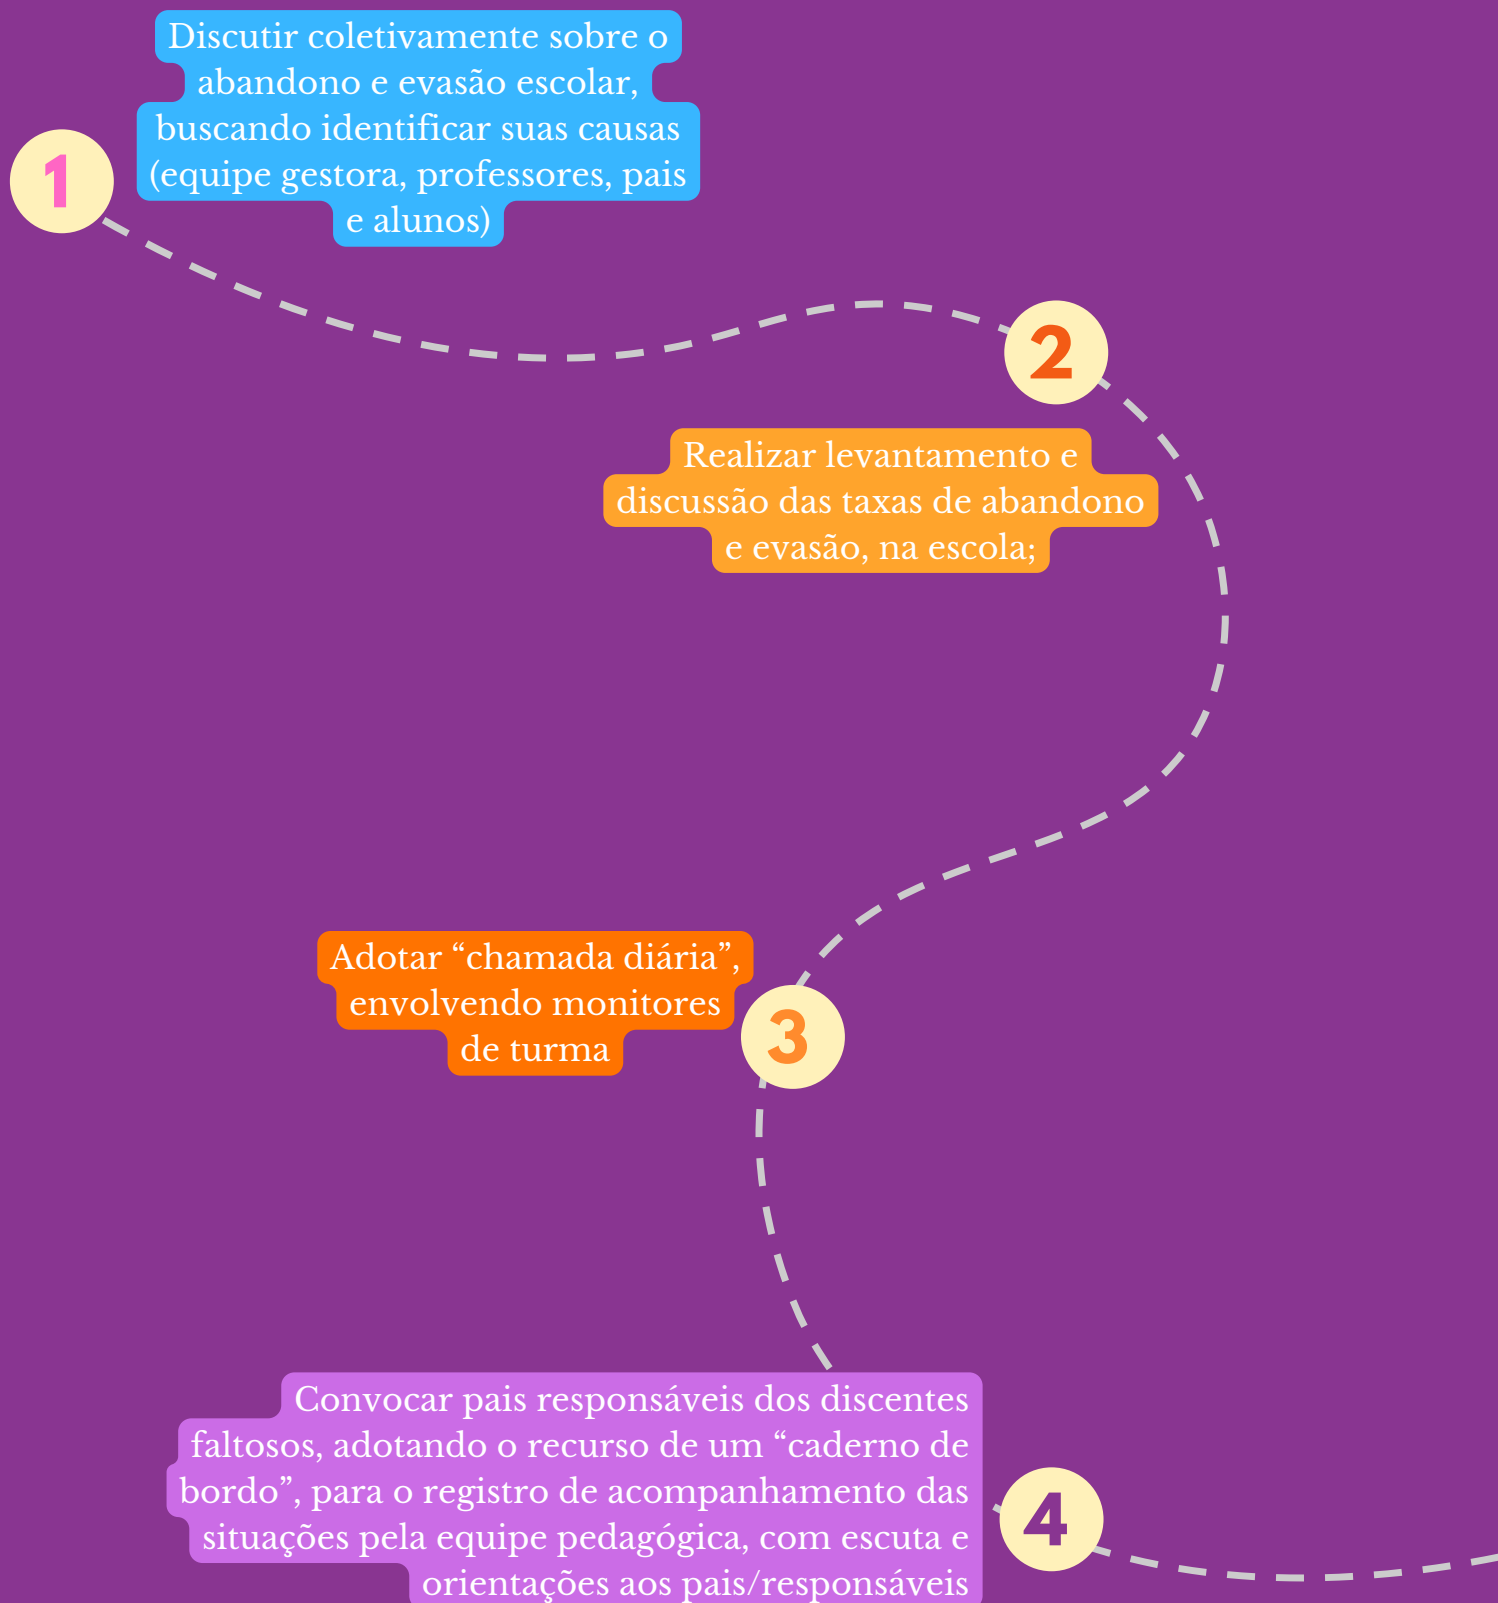 1
Discutir coletivamente sobre o
abandono e evasão escolar,
buscando identificar suas causas
(equipe gestora, professores, pais
e alunos)
2
Realizar levantamento e
discussão das taxas de abandono
e evasão, na escola;
3
Adotar “chamada diária”,
envolvendo monitores
de turma
4
Convocar pais responsáveis dos discentes
faltosos, adotando o recurso de um “caderno de
bordo”, para o registro de acompanhamento das
situações pela equipe pedagógica, com escuta e
orientações aos pais/responsáveis